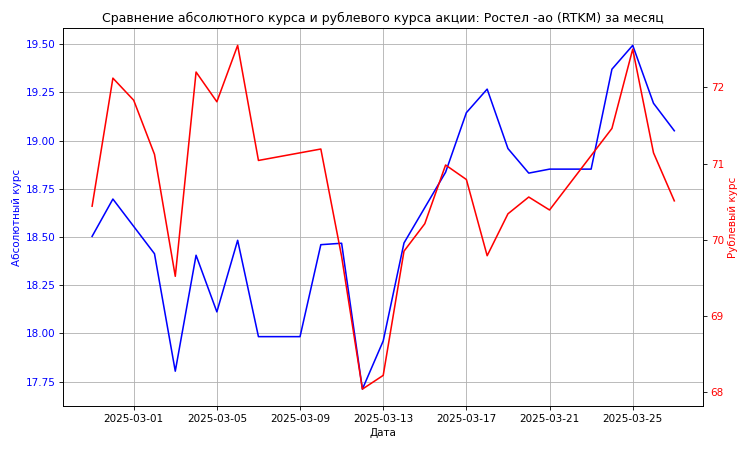 Сравнение абсолютного курса и рублевого курса акции: Ростел -ао (RTKM) за месяц
19.50
19.25
19.00
18.75
18.50
18.25
18.00
17.75
Абсолютный курс
72
71
70
69
68
Рублевый курс
2025-03-01 2025-03-05 2025-03-09 2025-03-13 2025-03-17 2025-03-21 2025-03-25
Дата